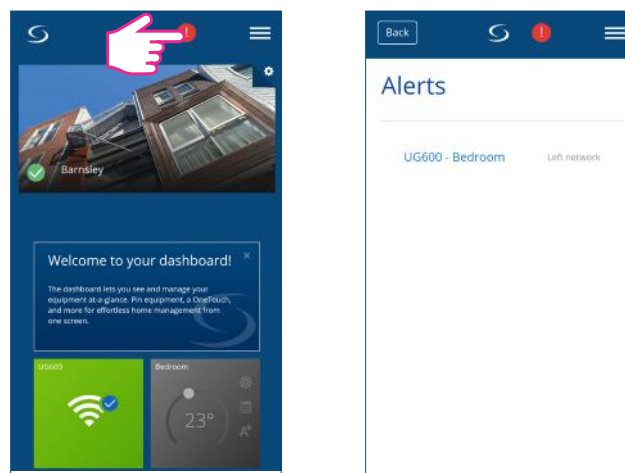 !
Barnsley
Welcome to your dashboard!
The dashboard lets you see and manage your
equipment at-a-glance. Pin equipment, a OneTouch,
and more for effortless home management from
one screen.
UG600
Bedroom
23°
Back
!
Alerts
UG600 - Bedroom Left network